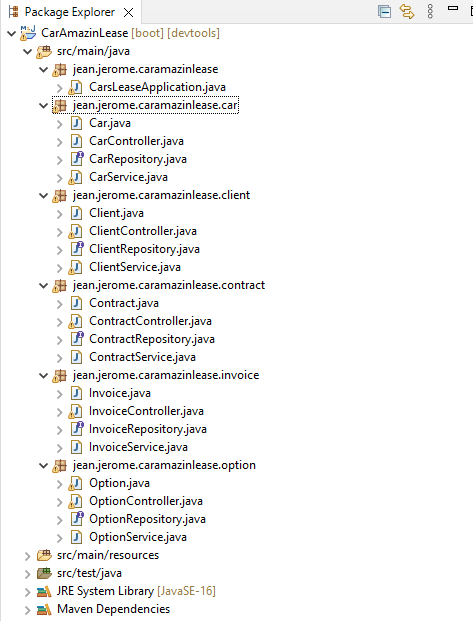 Package Explorer
CarAmazinLease [boot] [devtools]
src/main/java
jean.jerome.caramazinlease
CarsLeaseApplication.java
jean.jerome.caramazinlease.car
Car.java
CarController.java
CarRepository.java
CarService.java
jean.jerome.caramazinlease.client
Client.java
ClientController.java
ClientRepository.java
ClientService.java
jean.jerome.caramazinlease.contract
Contract.java
ContractController.java
ContractRepository.java
ContractService.java
jean.jerome.caramazinlease.invoice
Invoice.java
InvoiceController.java
InvoiceRepository.java
InvoiceService.java
jean.jerome.caramazinlease.option
Option.java
OptionController.java
OptionRepository.java
OptionService.java
src/main/resources
src/test/java
JRE System Library [JavaSE-16]
Maven Dependencies